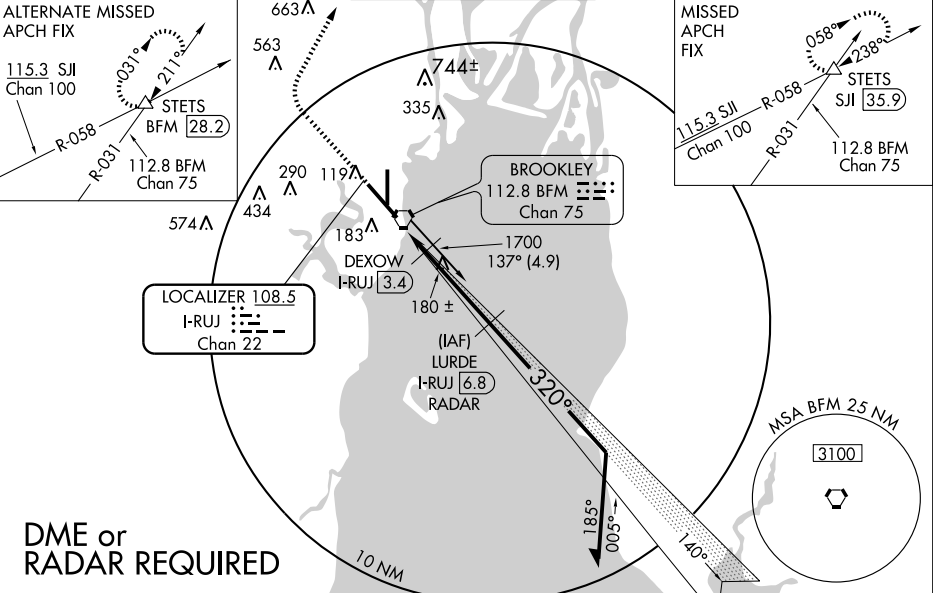 ALTERNATE MISSED
APCH FIX
115.3 SJI
Chan 100
031°
211°
STETS
BFM 28.2
R-058
R-031
112.8 BFM
Chan 75
663
563
744±
335
MISSED
APCH
FIX
058°
238°
STETS
SJI 35.9
115.3 SJI
Chan 100
R-058
R-031
112.8 BFM
Chan 75
290
119
434
574
183
BROOKLEY
112.8 BFM
Chan 75
1700
137° (4.9)
DEXOW
I-RUJ 3.4
180 ±
LOCALIZER 108.5
I-RUJ
Chan 22
(IAF)
LURDE
I-RUJ 6.8
RADAR
320°
MSA BFM 25 NM
3100
185°
005°
140°
10 NM
DME or
RADAR REQUIRED